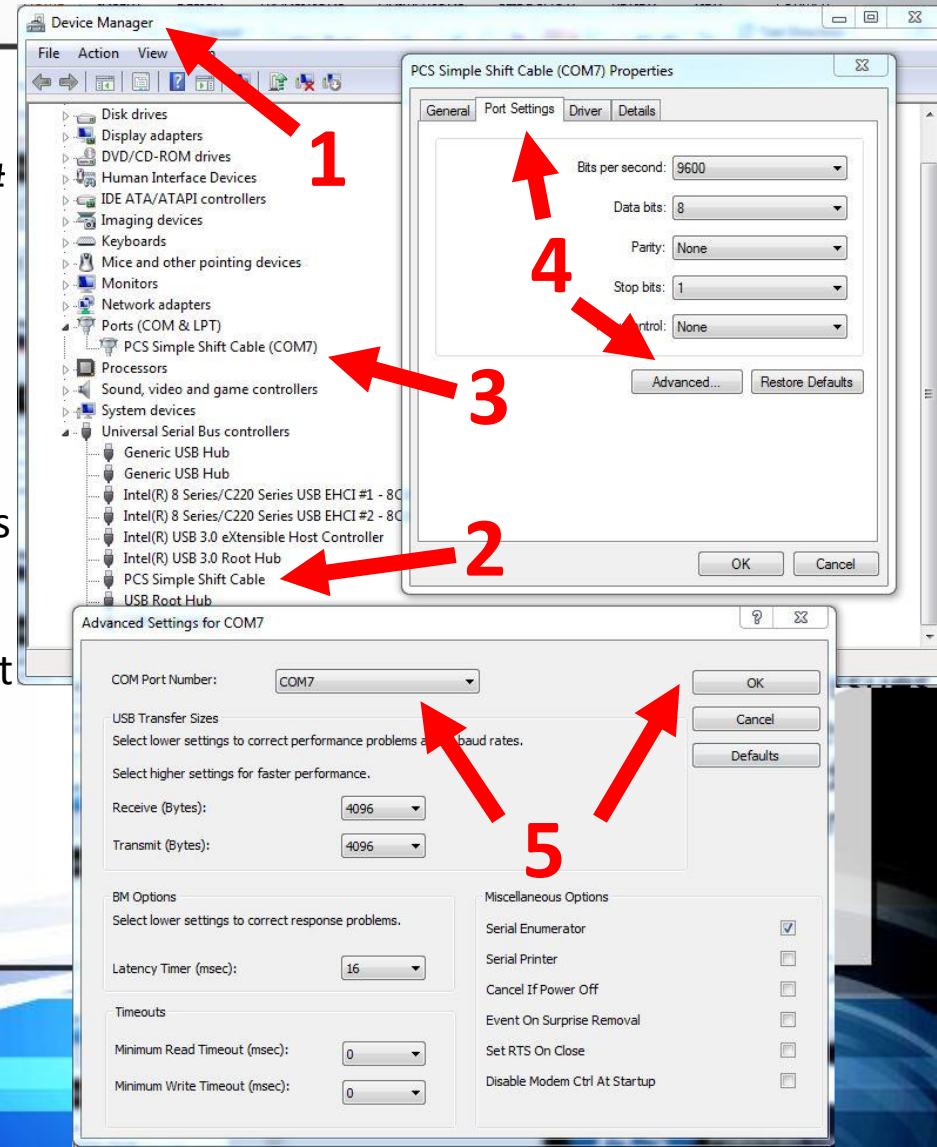 Device Manager
File Action View
Disk drives
Display adapters
DVD/CD-ROM drives
Human Interface Devices
IDE ATA/ATAPI controllers
Imaging devices
Keyboards
Mice and other pointing devices
Monitors
Network adapters
Ports (COM & LPT)
PCS Simple Shift Cable (COM7)
Processors
Sound, video and game controllers
System devices
Universal Serial Bus controllers
Generic USB Hub
Generic USB Hub
Intel(R) 8 Series/C220 Series USB EHCI #1 - 8C
Intel(R) 8 Series/C220 Series USB EHCI #2 - 8C
Intel(R) USB 3.0 eXtensible Host Controller
Intel(R) USB 3.0 Root Hub
PCS Simple Shift Cable
USB Root Hub
1
3
2
PCS Simple Shift Cable (COM7) Properties
General Port Settings Driver Details
Bits per second: 9600
Data bits: 8
Parity: None
Stop bits: 1
control: None
Advanced... Restore Defaults
4
OK Cancel
Advanced Settings for COM7
COM Port Number: COM7
OK
Cancel
Defaults
USB Transfer Sizes
Select lower settings to correct performance problems a baud rates.
Select higher settings for faster performance.
Receive (Bytes): 4096
Transmit (Bytes): 4096
5
BM Options
Select lower settings to correct response problems.
Latency Timer (msec): 16
Timeouts
Minimum Read Timeout (msec): 0
Minimum Write Timeout (msec): 0
Miscellaneous Options
Serial Enumerator
Serial Printer
Cancel If Power Off
Event On Surprise Removal
Set RTS On Close
Disable Modem Ctrl At Startup